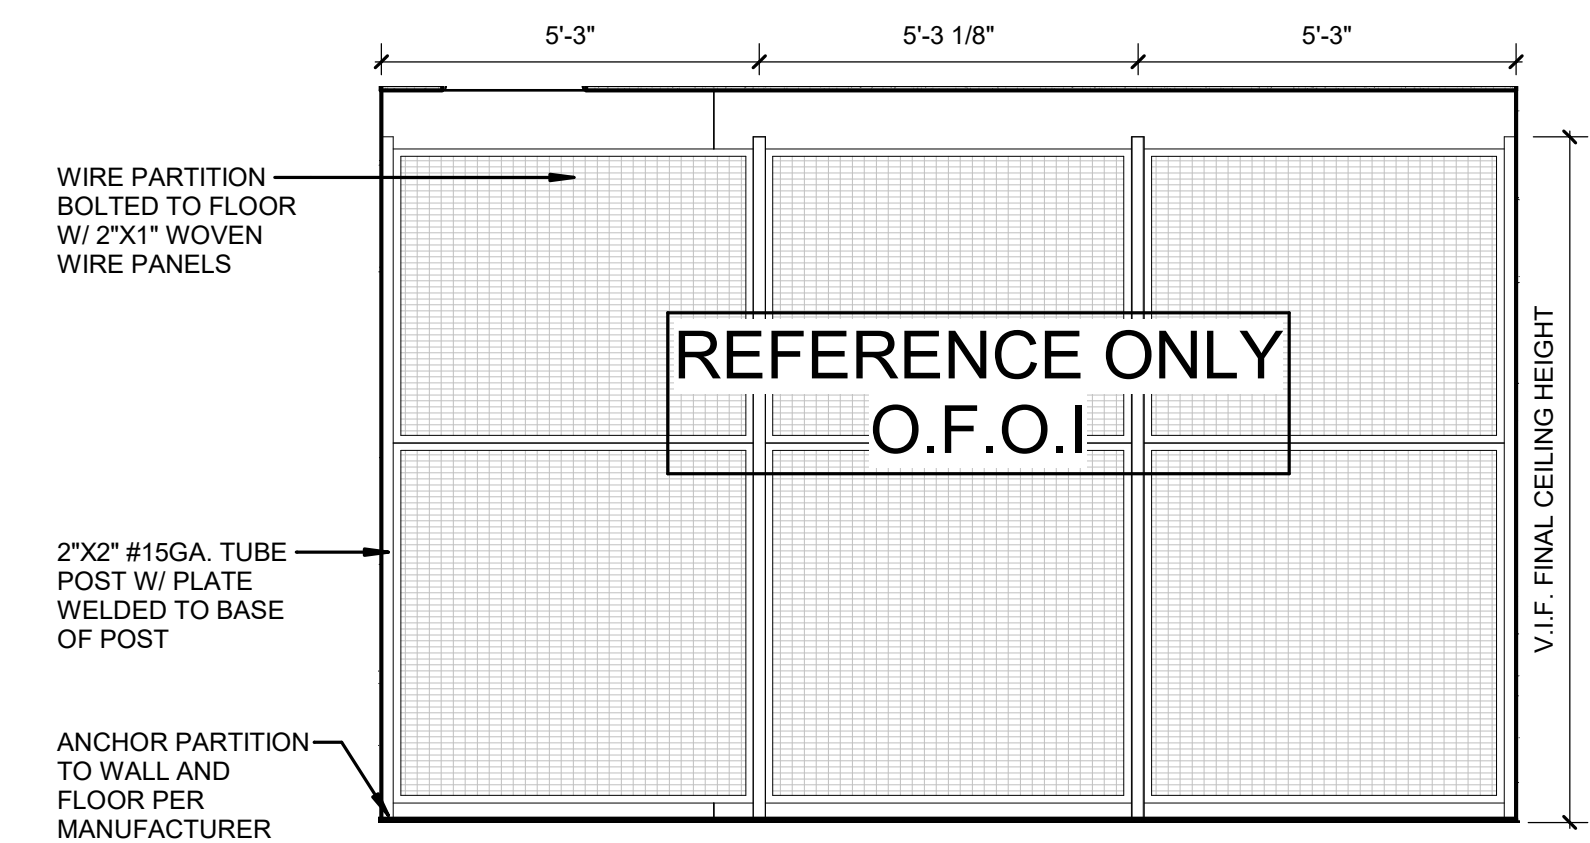 5'-3"
5'-3 1/8"
5'-3"
WIRE PARTITION
BOLTED TO FLOOR
W/ 2"X1" WOVEN
WIRE PANELS
REFERENCE ONLY
O.F.O.I
V.I.F. FINAL CEILING HEIGHT
2"X2" #15GA. TUBE
POST W/ PLATE
WELDED TO BASE
OF POST
ANCHOR PARTITION
TO WALL AND
FLOOR PER
MANUFACTURER